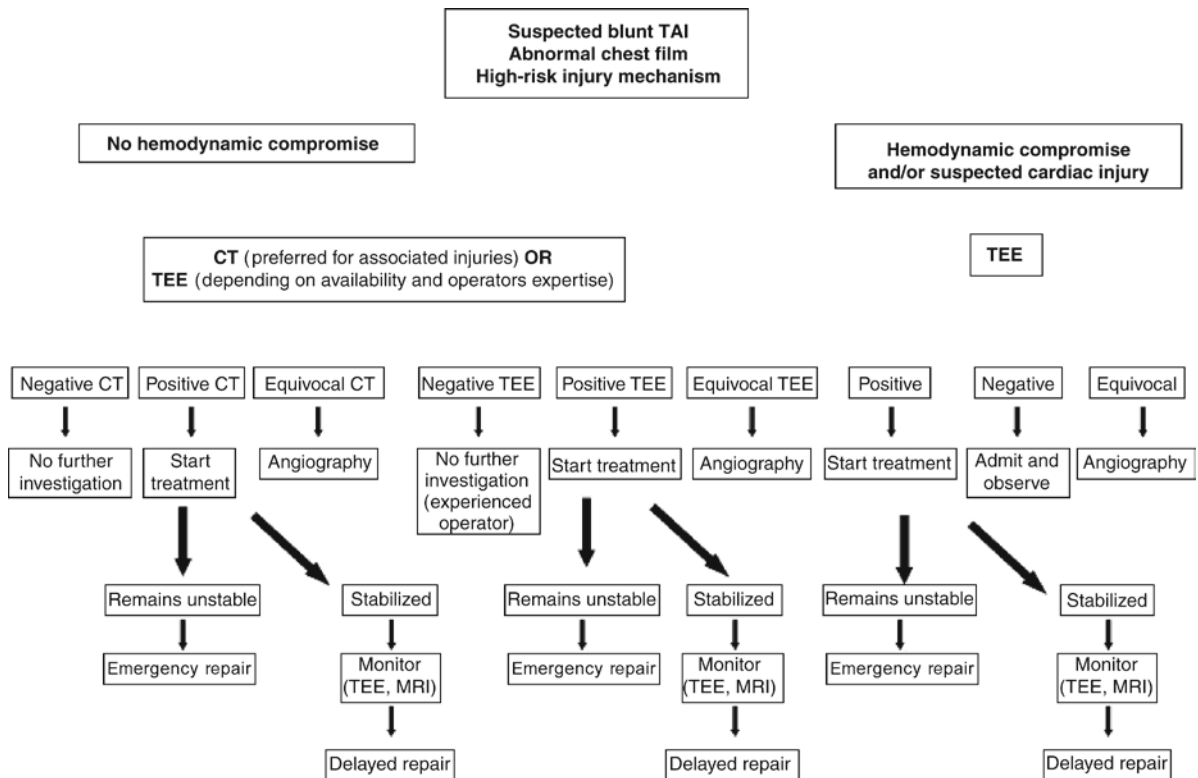 Suspected blunt TAI
Abnormal chest film
High-risk injury mechanism
No hemodynamic compromise
Hemodynamic compromise
and/or suspected cardiac injury
CT (preferred for associated injuries) OR
TEE (depending on availability and operators expertise)
TEE
Negative CT
Positive CT
Equivocal CT
Negative TEE
Positive TEE
Equivocal TEE
Positive
Negative
Equivocal
No further
investigation
Start
treatment
Angiography
No further
investigation
(experienced
operator)
Start treatment
Angiography
Start treatment
Admit and
observe
Angiography
Remains unstable
Stabilized
Remains unstable
Stabilized
Remains unstable
Stabilized
Emergency repair
Monitor
(TEE, MRI)
Emergency repair
Monitor
(TEE, MRI)
Emergency repair
Monitor
(TEE, MRI)
Delayed repair
Delayed repair
Delayed repair